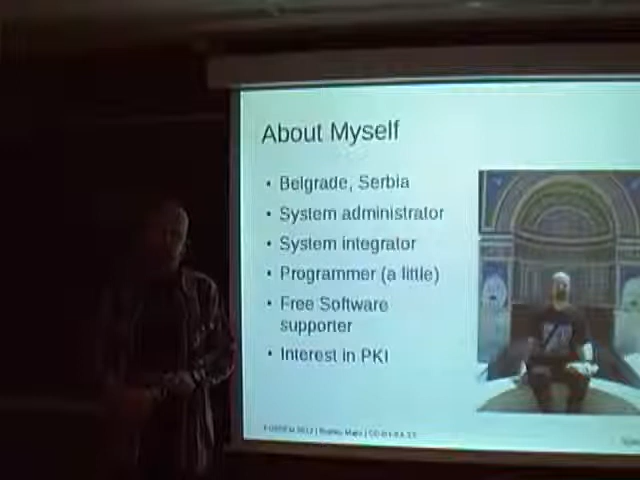 About Myself
• Belgrade, Serbia
• System administrator
• System integrator
• Programmer (a little)
• Free Software
supporter
• Interest in PKI